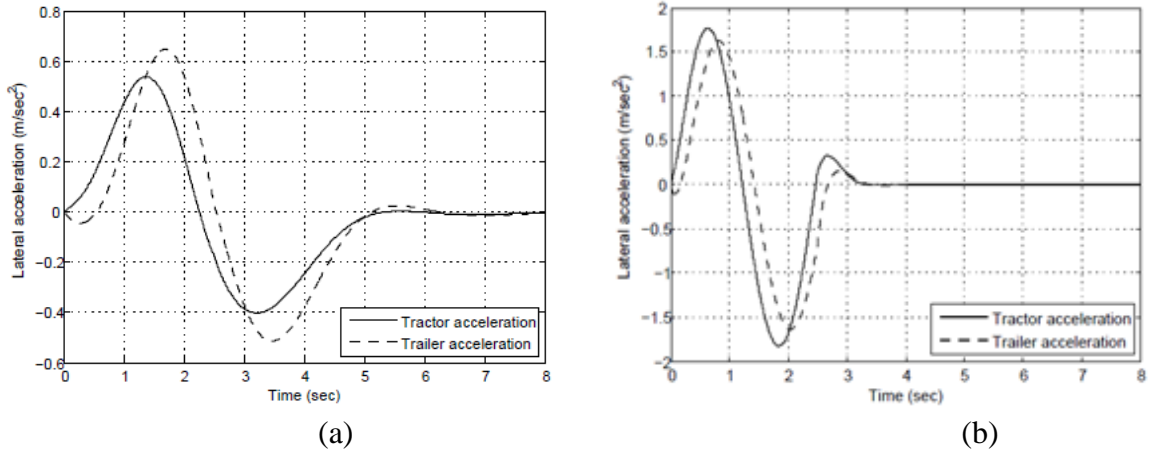 0.8
0.6
0.4
0.2
0
−0.2
−0.4
−0.6
Lateral acceleration (m/sec²)
0 1 2 3 4 5 6 7 8
Time (sec)
Tractor acceleration
Trailer acceleration
(a)
2
1.5
1
0.5
0
−0.5
−1
−1.5
−2
Lateral acceleration (m/sec²)
0 1 2 3 4 5 6 7 8
Time (sec)
Tractor acceleration
Trailer acceleration
(b)